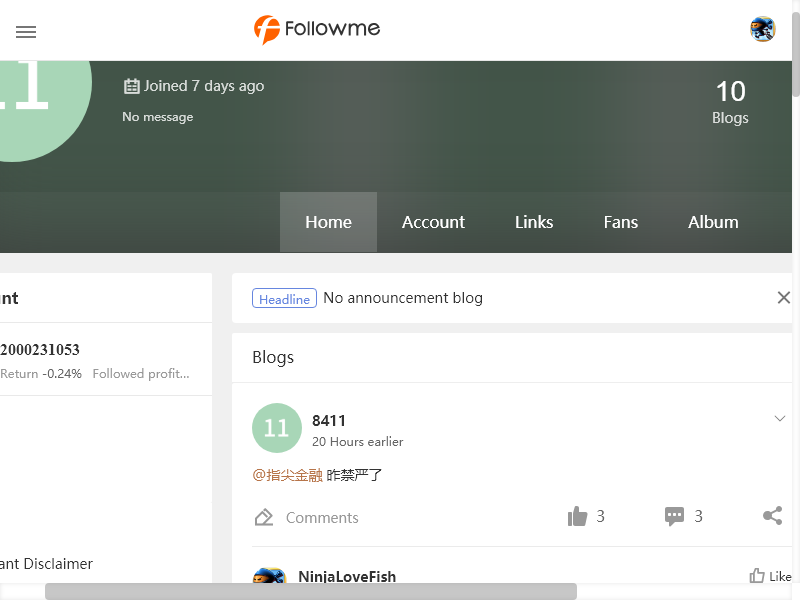 Followme
11
Joined 7 days ago
No message
10
Blogs
Home
Account
Links
Fans
Album
nt
2000231053
Return -0.24% Followed profit...
ant Disclaimer
Headline No announcement blog
Blogs
11
8411
20 Hours earlier
@指尖金融 昨禁严了
Comments
3
3
NinjaLoveFish
Like